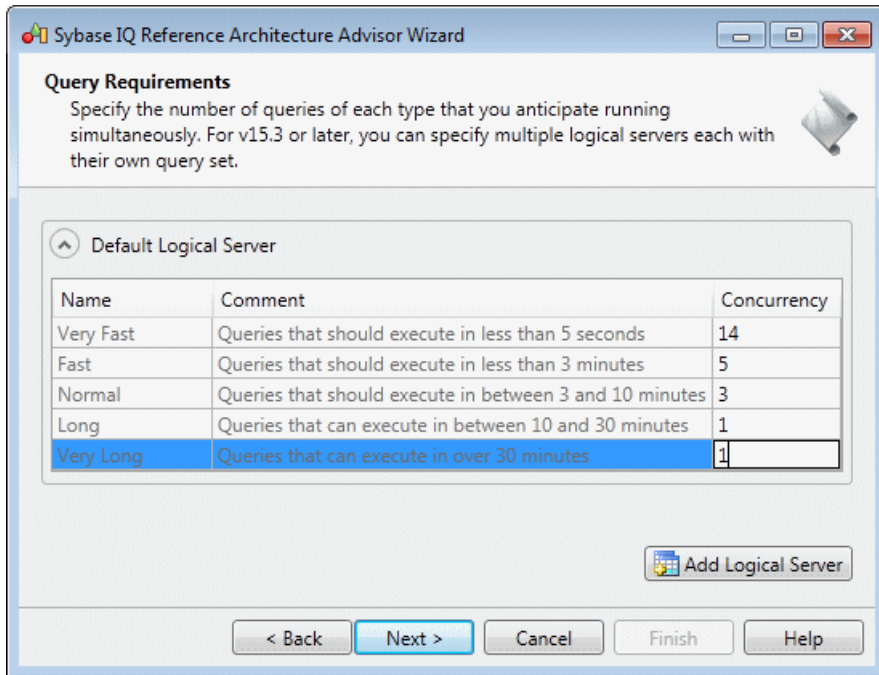 Sybase IQ Reference Architecture Advisor Wizard
Query Requirements
Specify the number of queries of each type that you anticipate running
simultaneously. For v15.3 or later, you can specify multiple logical servers each with
their own query set.
Default Logical Server
Name Comment Concurrency
Very Fast Queries that should execute in less than 5 seconds 14
Fast Queries that should execute in less than 3 minutes 5
Normal Queries that should execute in between 3 and 10 minutes 3
Long Queries that can execute in between 10 and 30 minutes 1
Very Long Queries that can execute in over 30 minutes 1
Add Logical Server
< Back Next > Cancel Finish Help